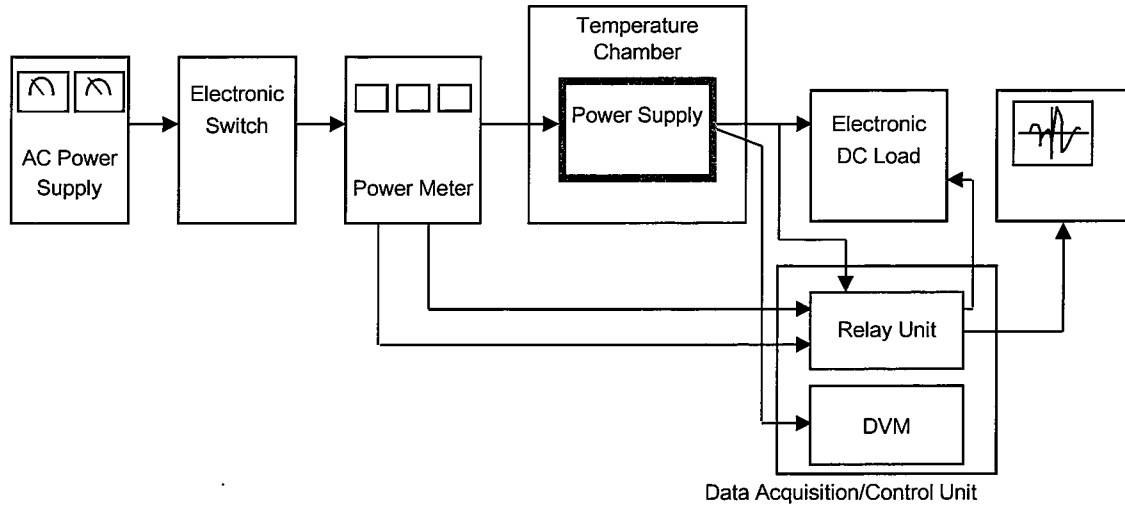 Temperature
Chamber
Electronic
Switch
Power Supply
Electronic
DC Load
AC Power
Supply
Power Meter
Relay Unit
DVM
Data Acquisition/Control Unit